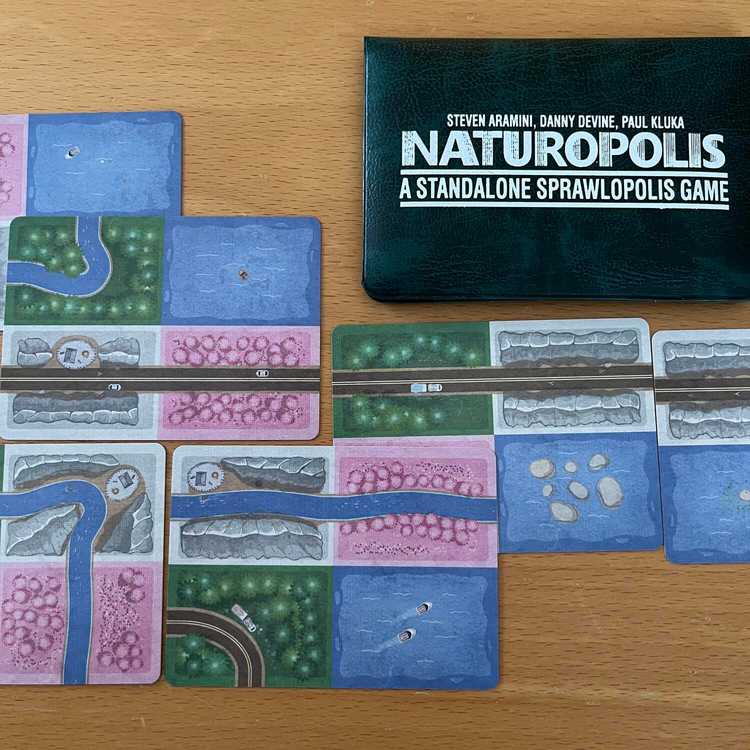 STEVEN ARAMINI, DANNY DEVINE, PAUL KLUKA
NATUROPOLIS
A STANDALONE SPRAWLOPOLIS GAME